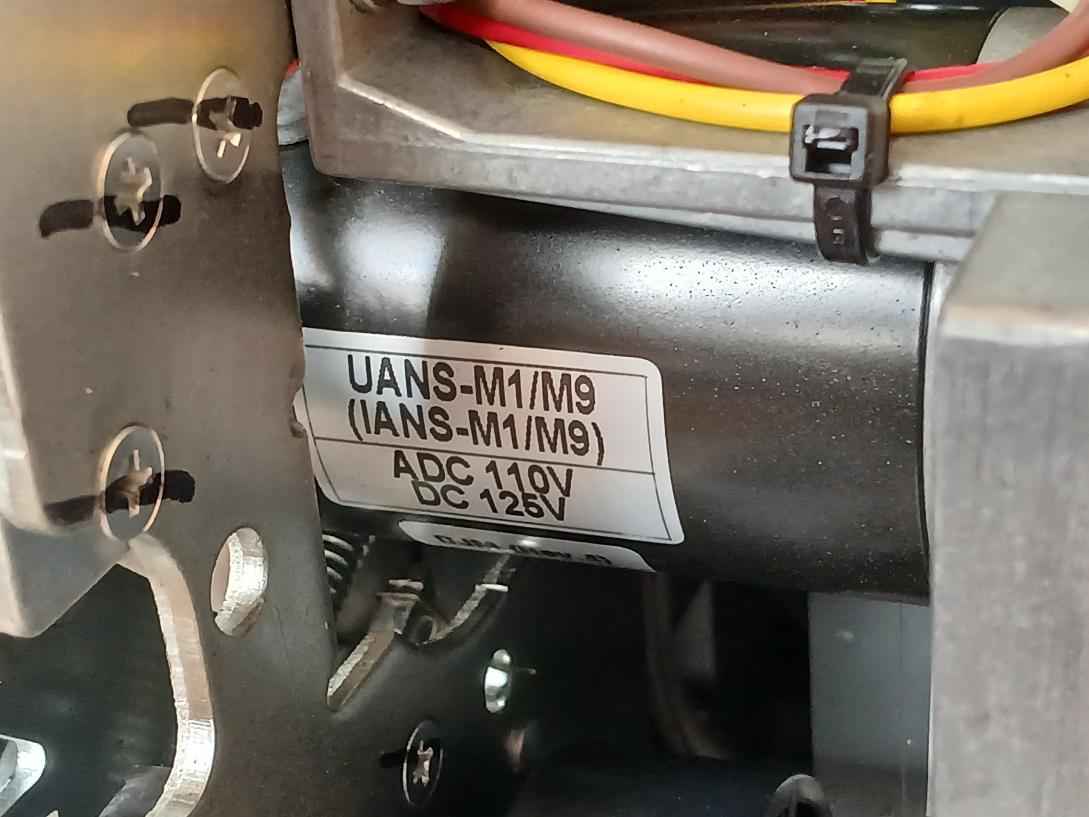 UANS-M1/M9
(IANS-M1/M9)
ADC 110V
DC 125V